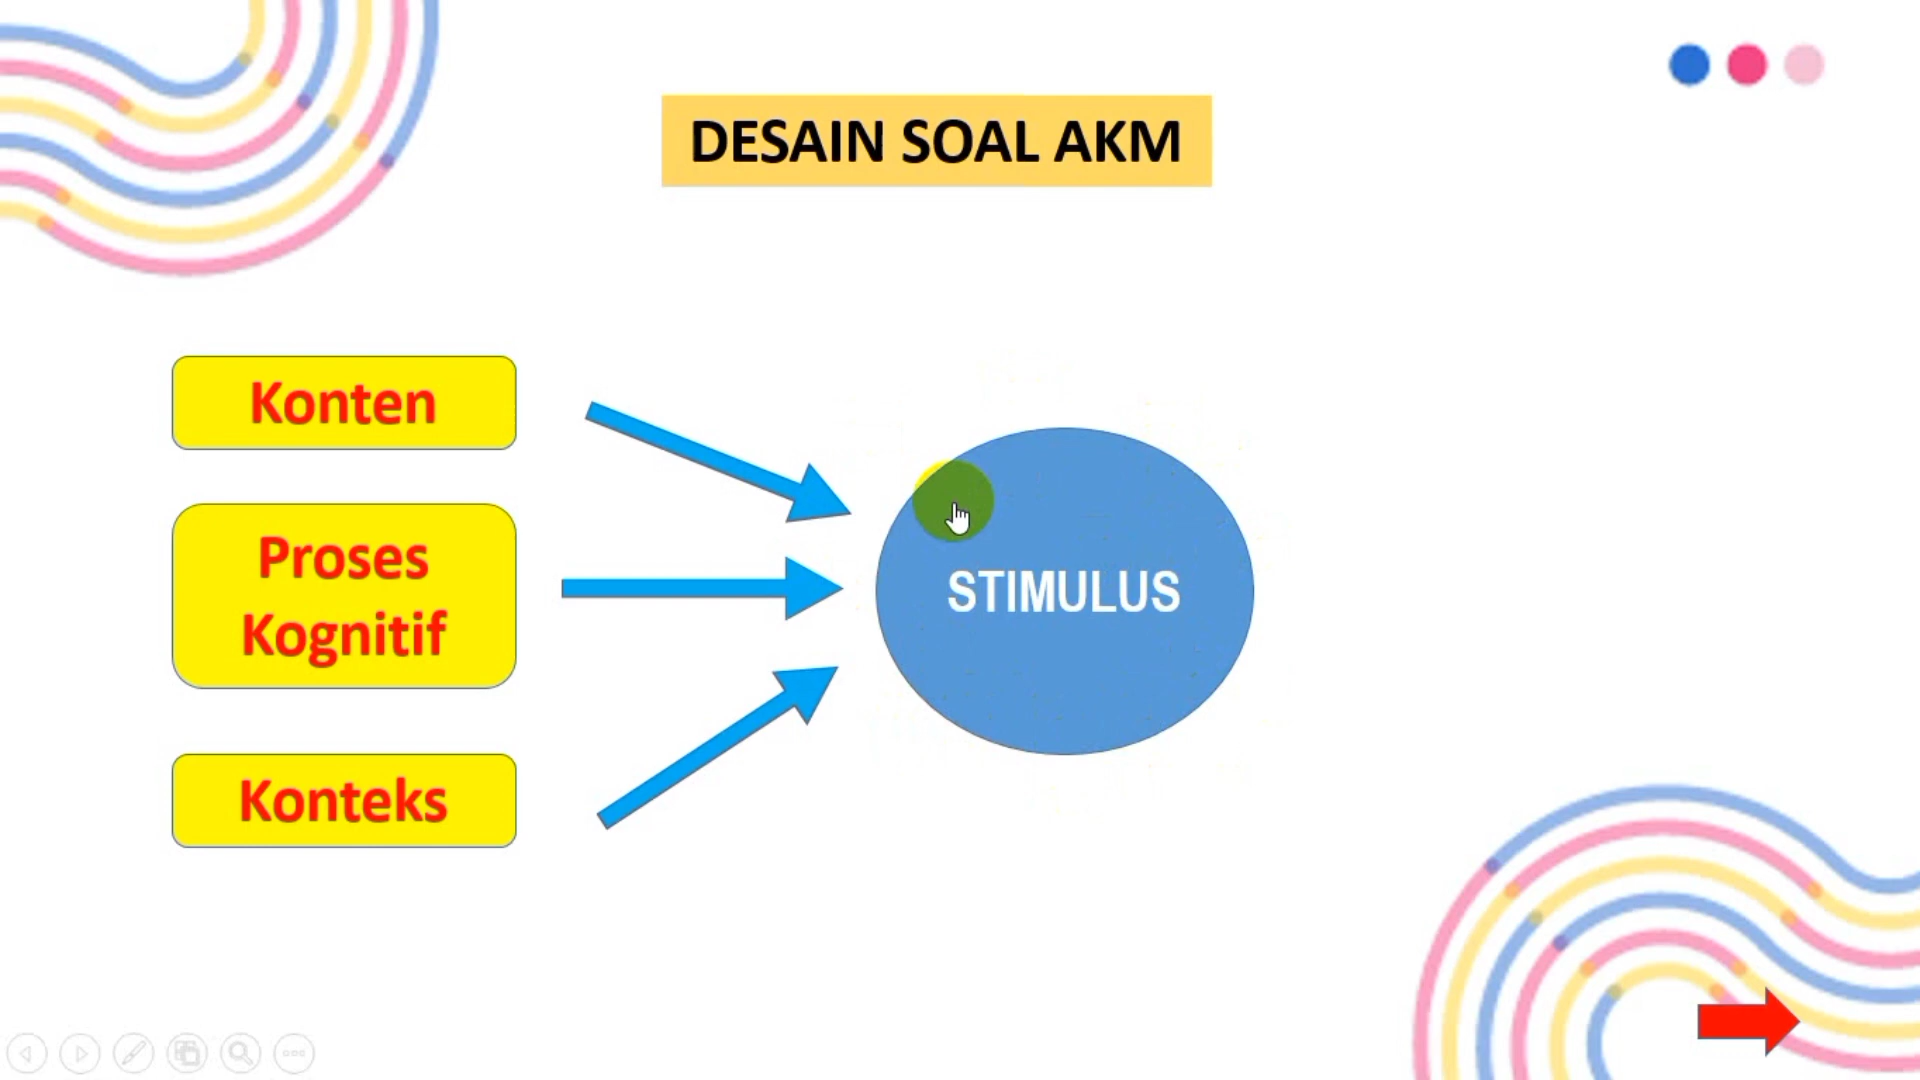 DESAIN SOAL AKM
Konten
Proses
Kognitif
Konteks
STIMULUS